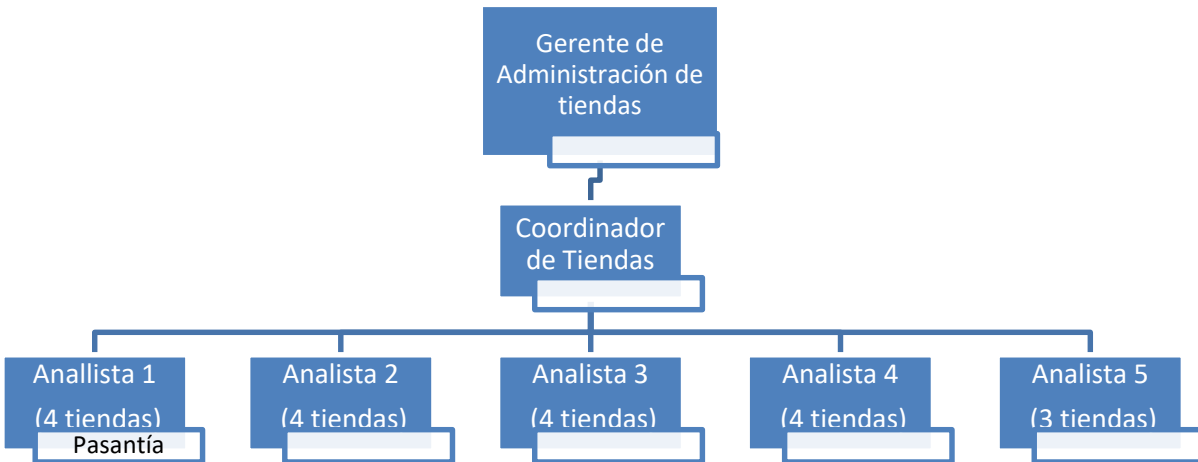 Gerente de
Administración de
tiendas
Coordinador
de Tiendas
Anallista 1
(4 tiendas)
Pasantía
Analista 2
(4 tiendas)
Analista 3
(4 tiendas)
Analista 4
(4 tiendas)
Analista 5
(3 tiendas)